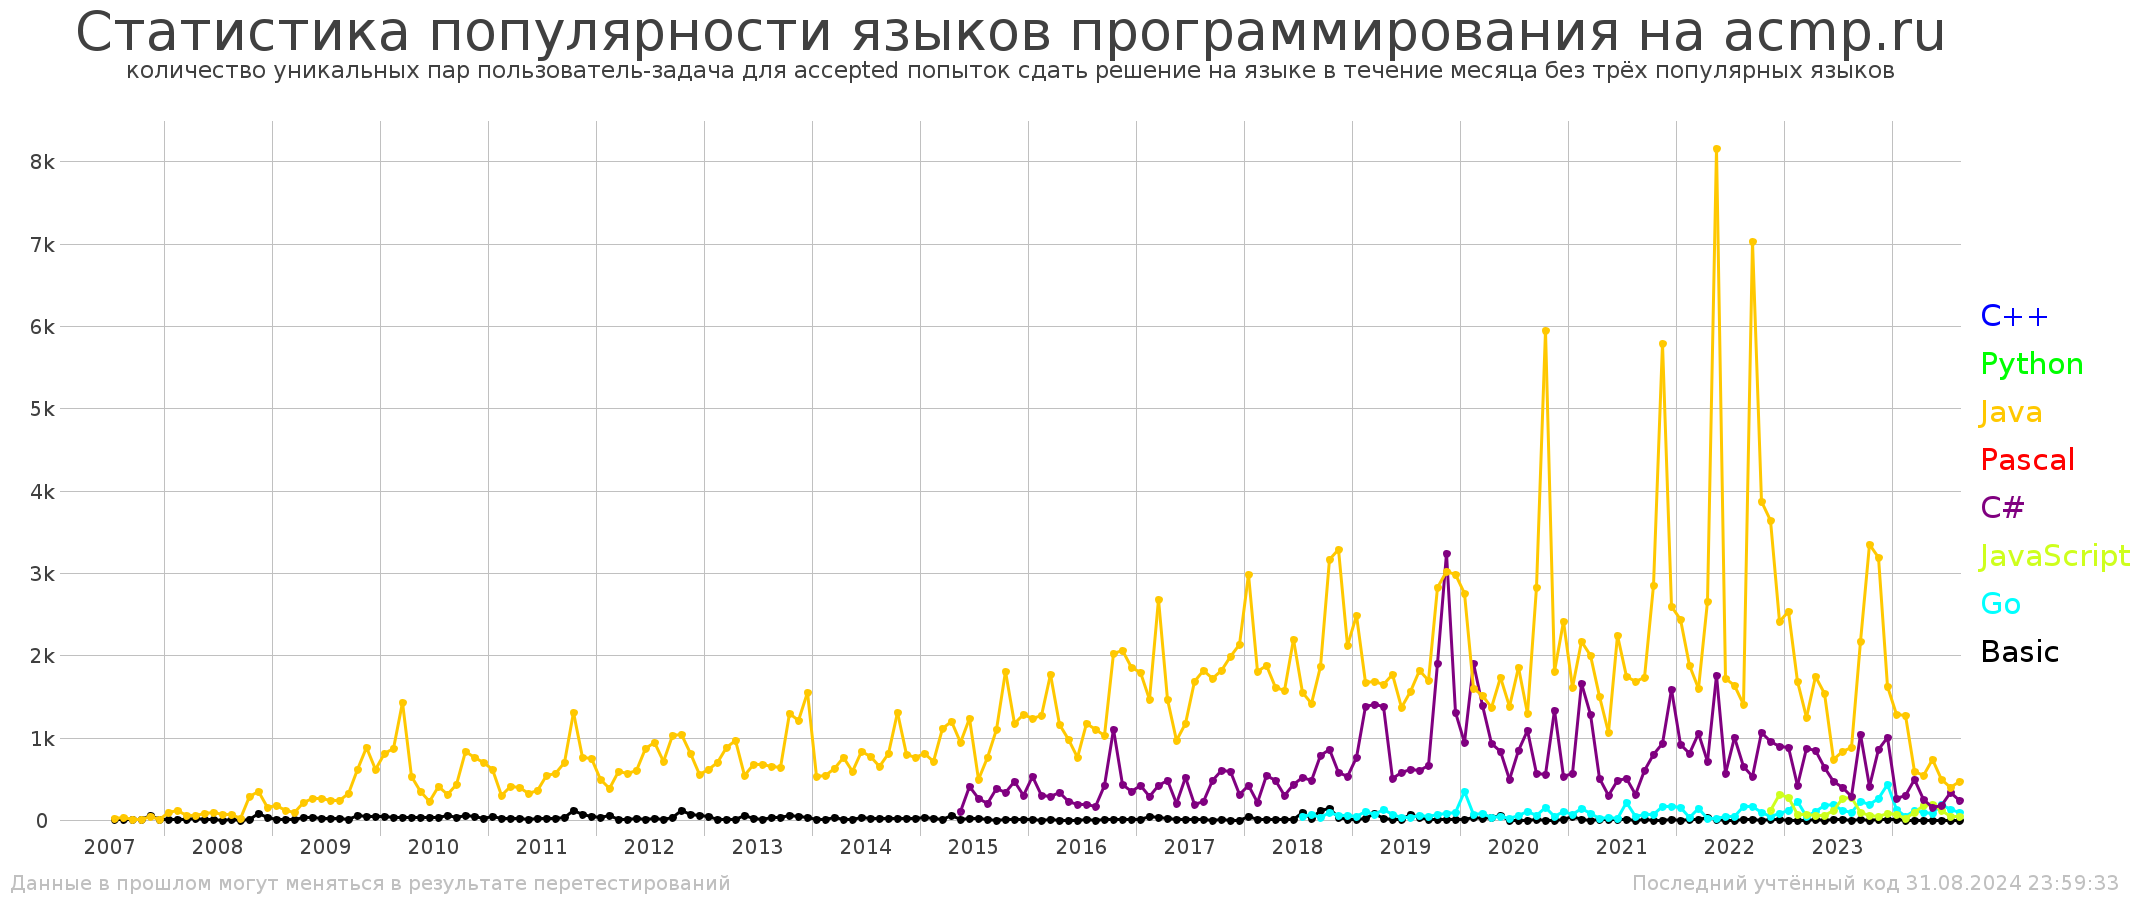 Статистика популярности языков программирования на acmp.ru
количество уникальных пар пользователь-задача для accepted попыток сдать решение на языке в течение месяца без трёх популярных языков
8k
7k
6k
5k
4k
3k
2k
1k
0
C++
Python
Java
Pascal
C#
JavaScript
Go
Basic
2007 2008 2009 2010 2011 2012 2013 2014 2015 2016 2017 2018 2019 2020 2021 2022 2023
Данные в прошлом могут меняться в результате перетестирований
Последний учтённый код 31.08.2024 23:59:33